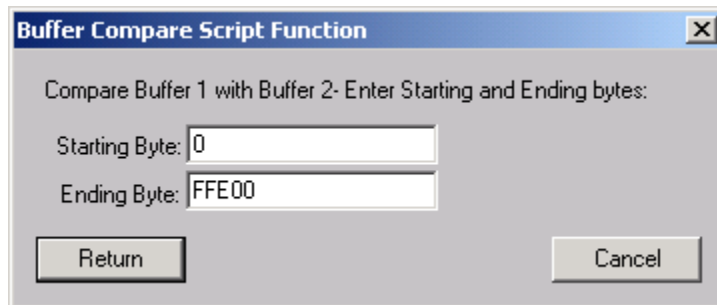 Buffer Compare Script Function
Compare Buffer 1 with Buffer 2- Enter Starting and Ending bytes:
Starting Byte: 0
Ending Byte: FFE00
Return Cancel